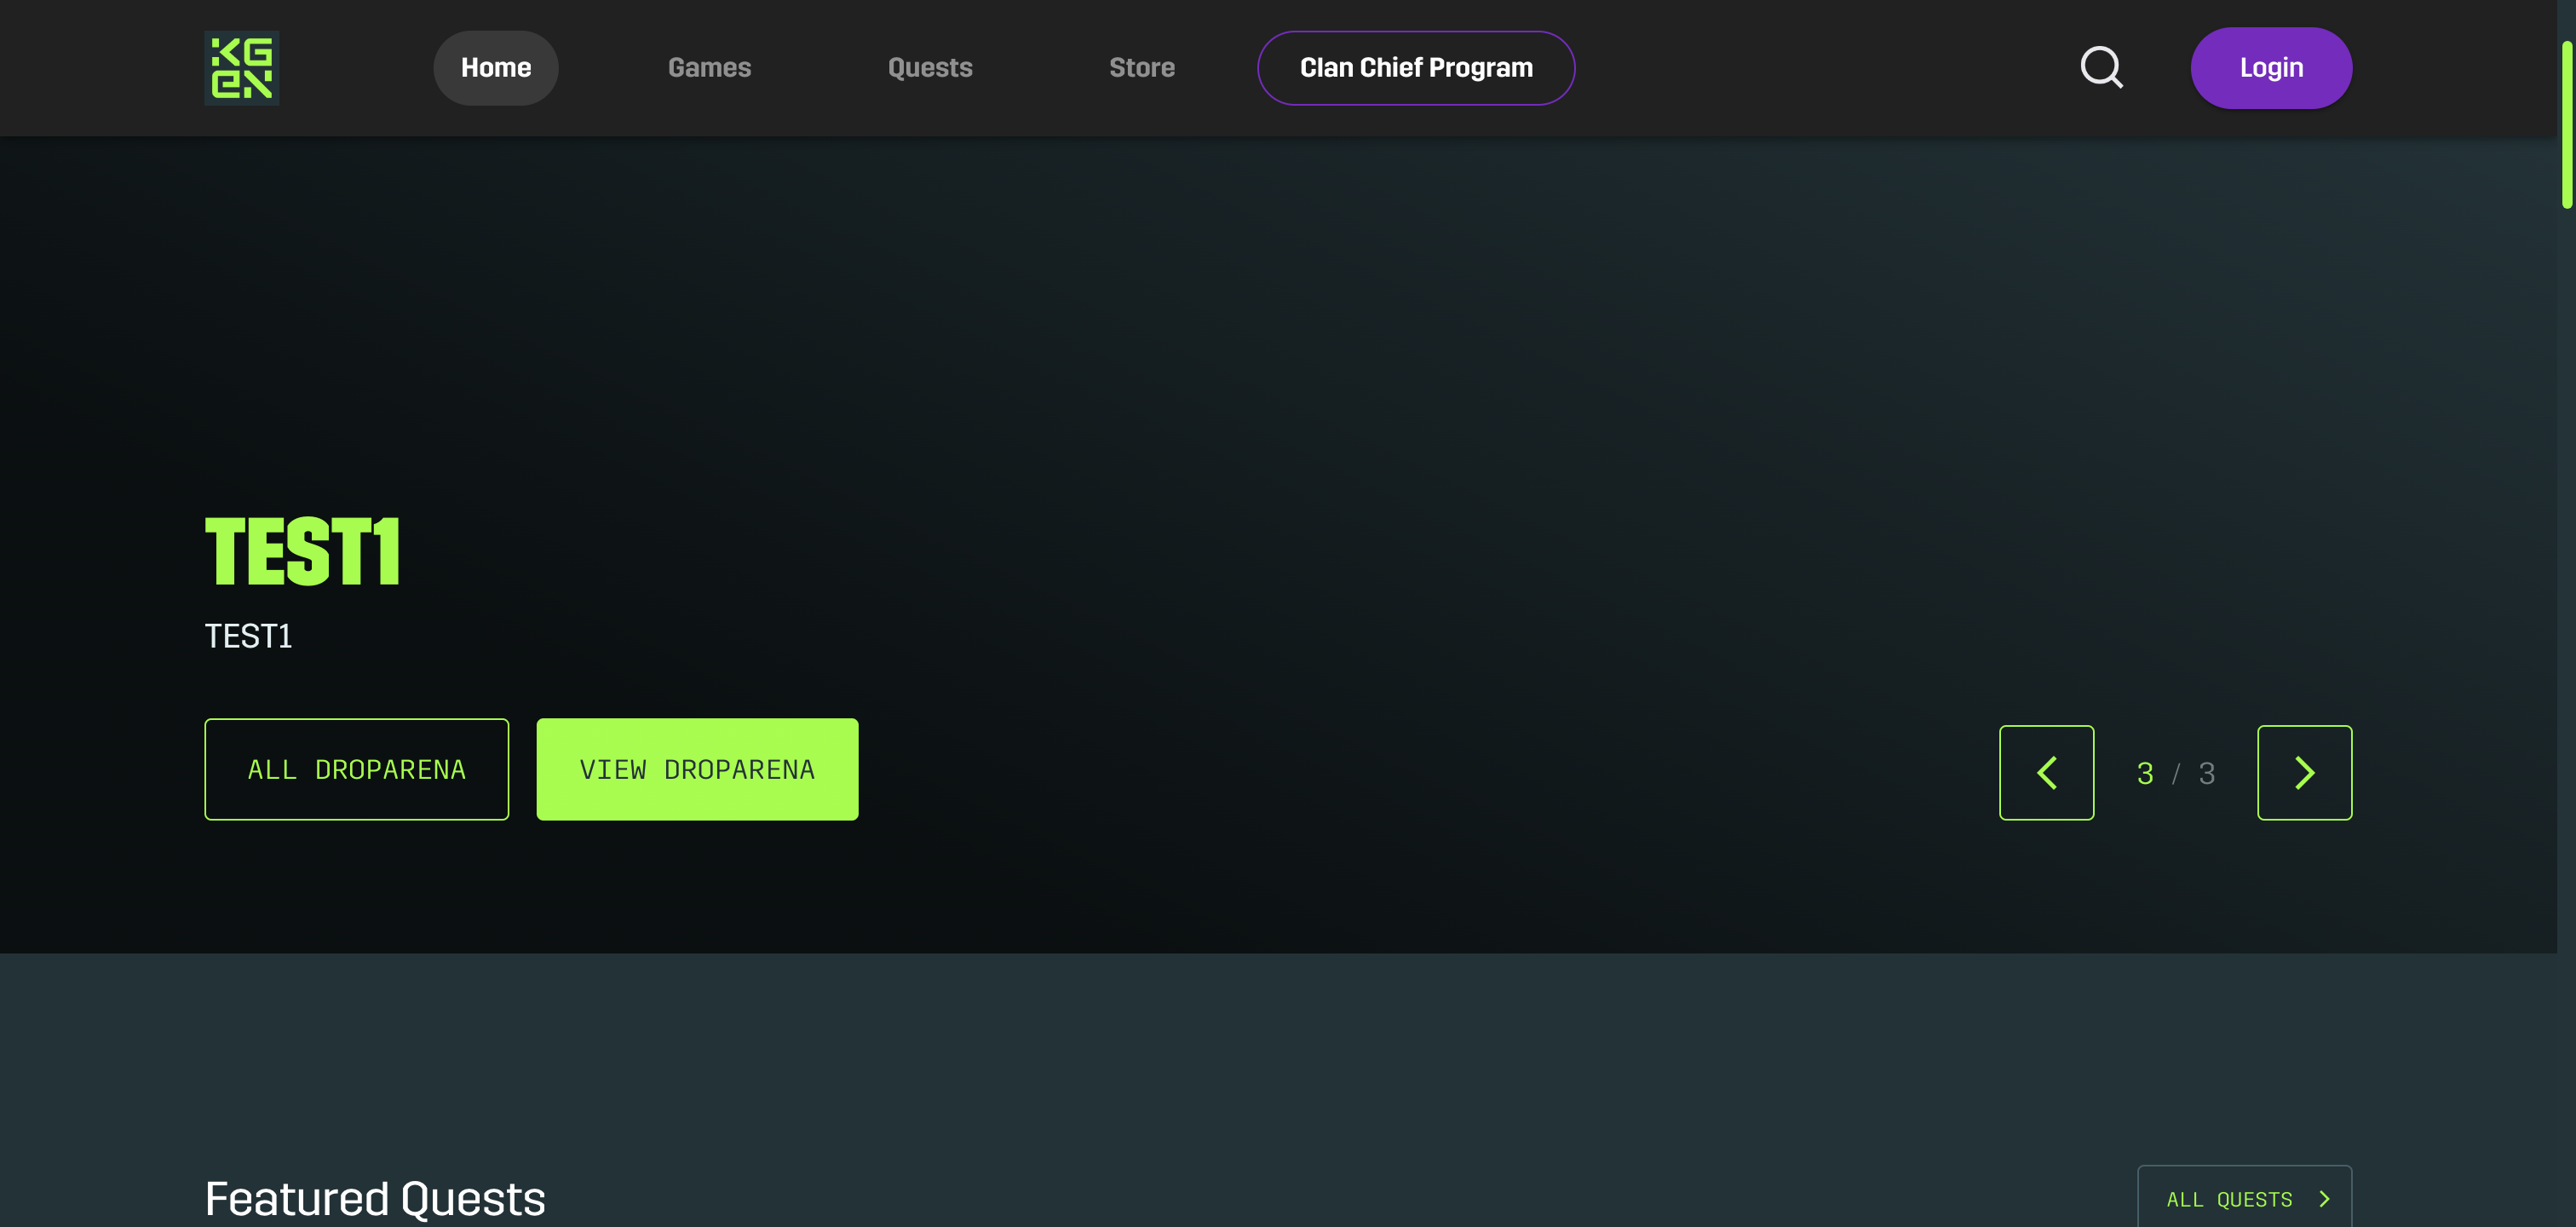 KGEN
Home
Games
Quests
Store
Clan Chief Program
Login
TEST1
TEST1
ALL DROPARENA
VIEW DROPARENA
3 / 3
Featured Quests
ALL QUESTS